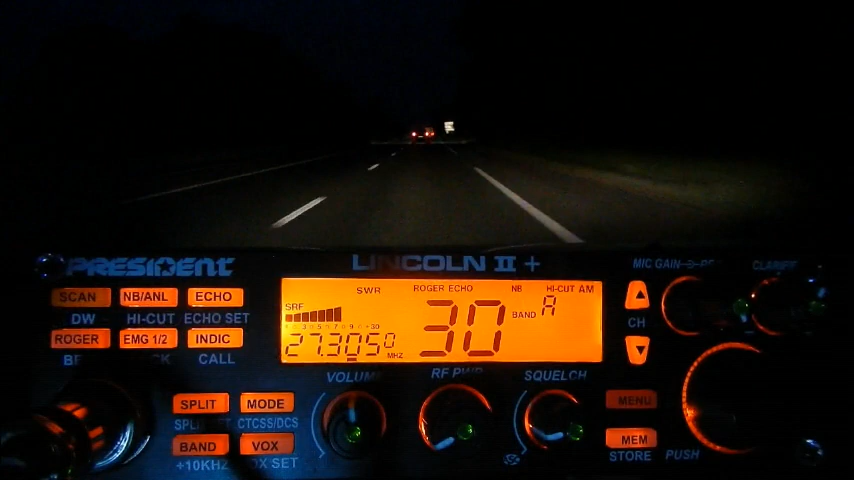 PRESIDENT LINCOLN II +
MIC GAIN
SCAN NB/ANL ECHO
DW HI-CUT ECHO SET
ROGER EMG 1/2 INDIC
CALL
SWR ROGER ECHO NB HI-CUT AM
SRF
27.3050 MHZ 30 BAND A
CH
VOLUME RF PWR SQUELCH
SPLIT MODE
CTCSS/DCS
BAND VOX
+10KHZ
MENU
MEM
STORE PUSH